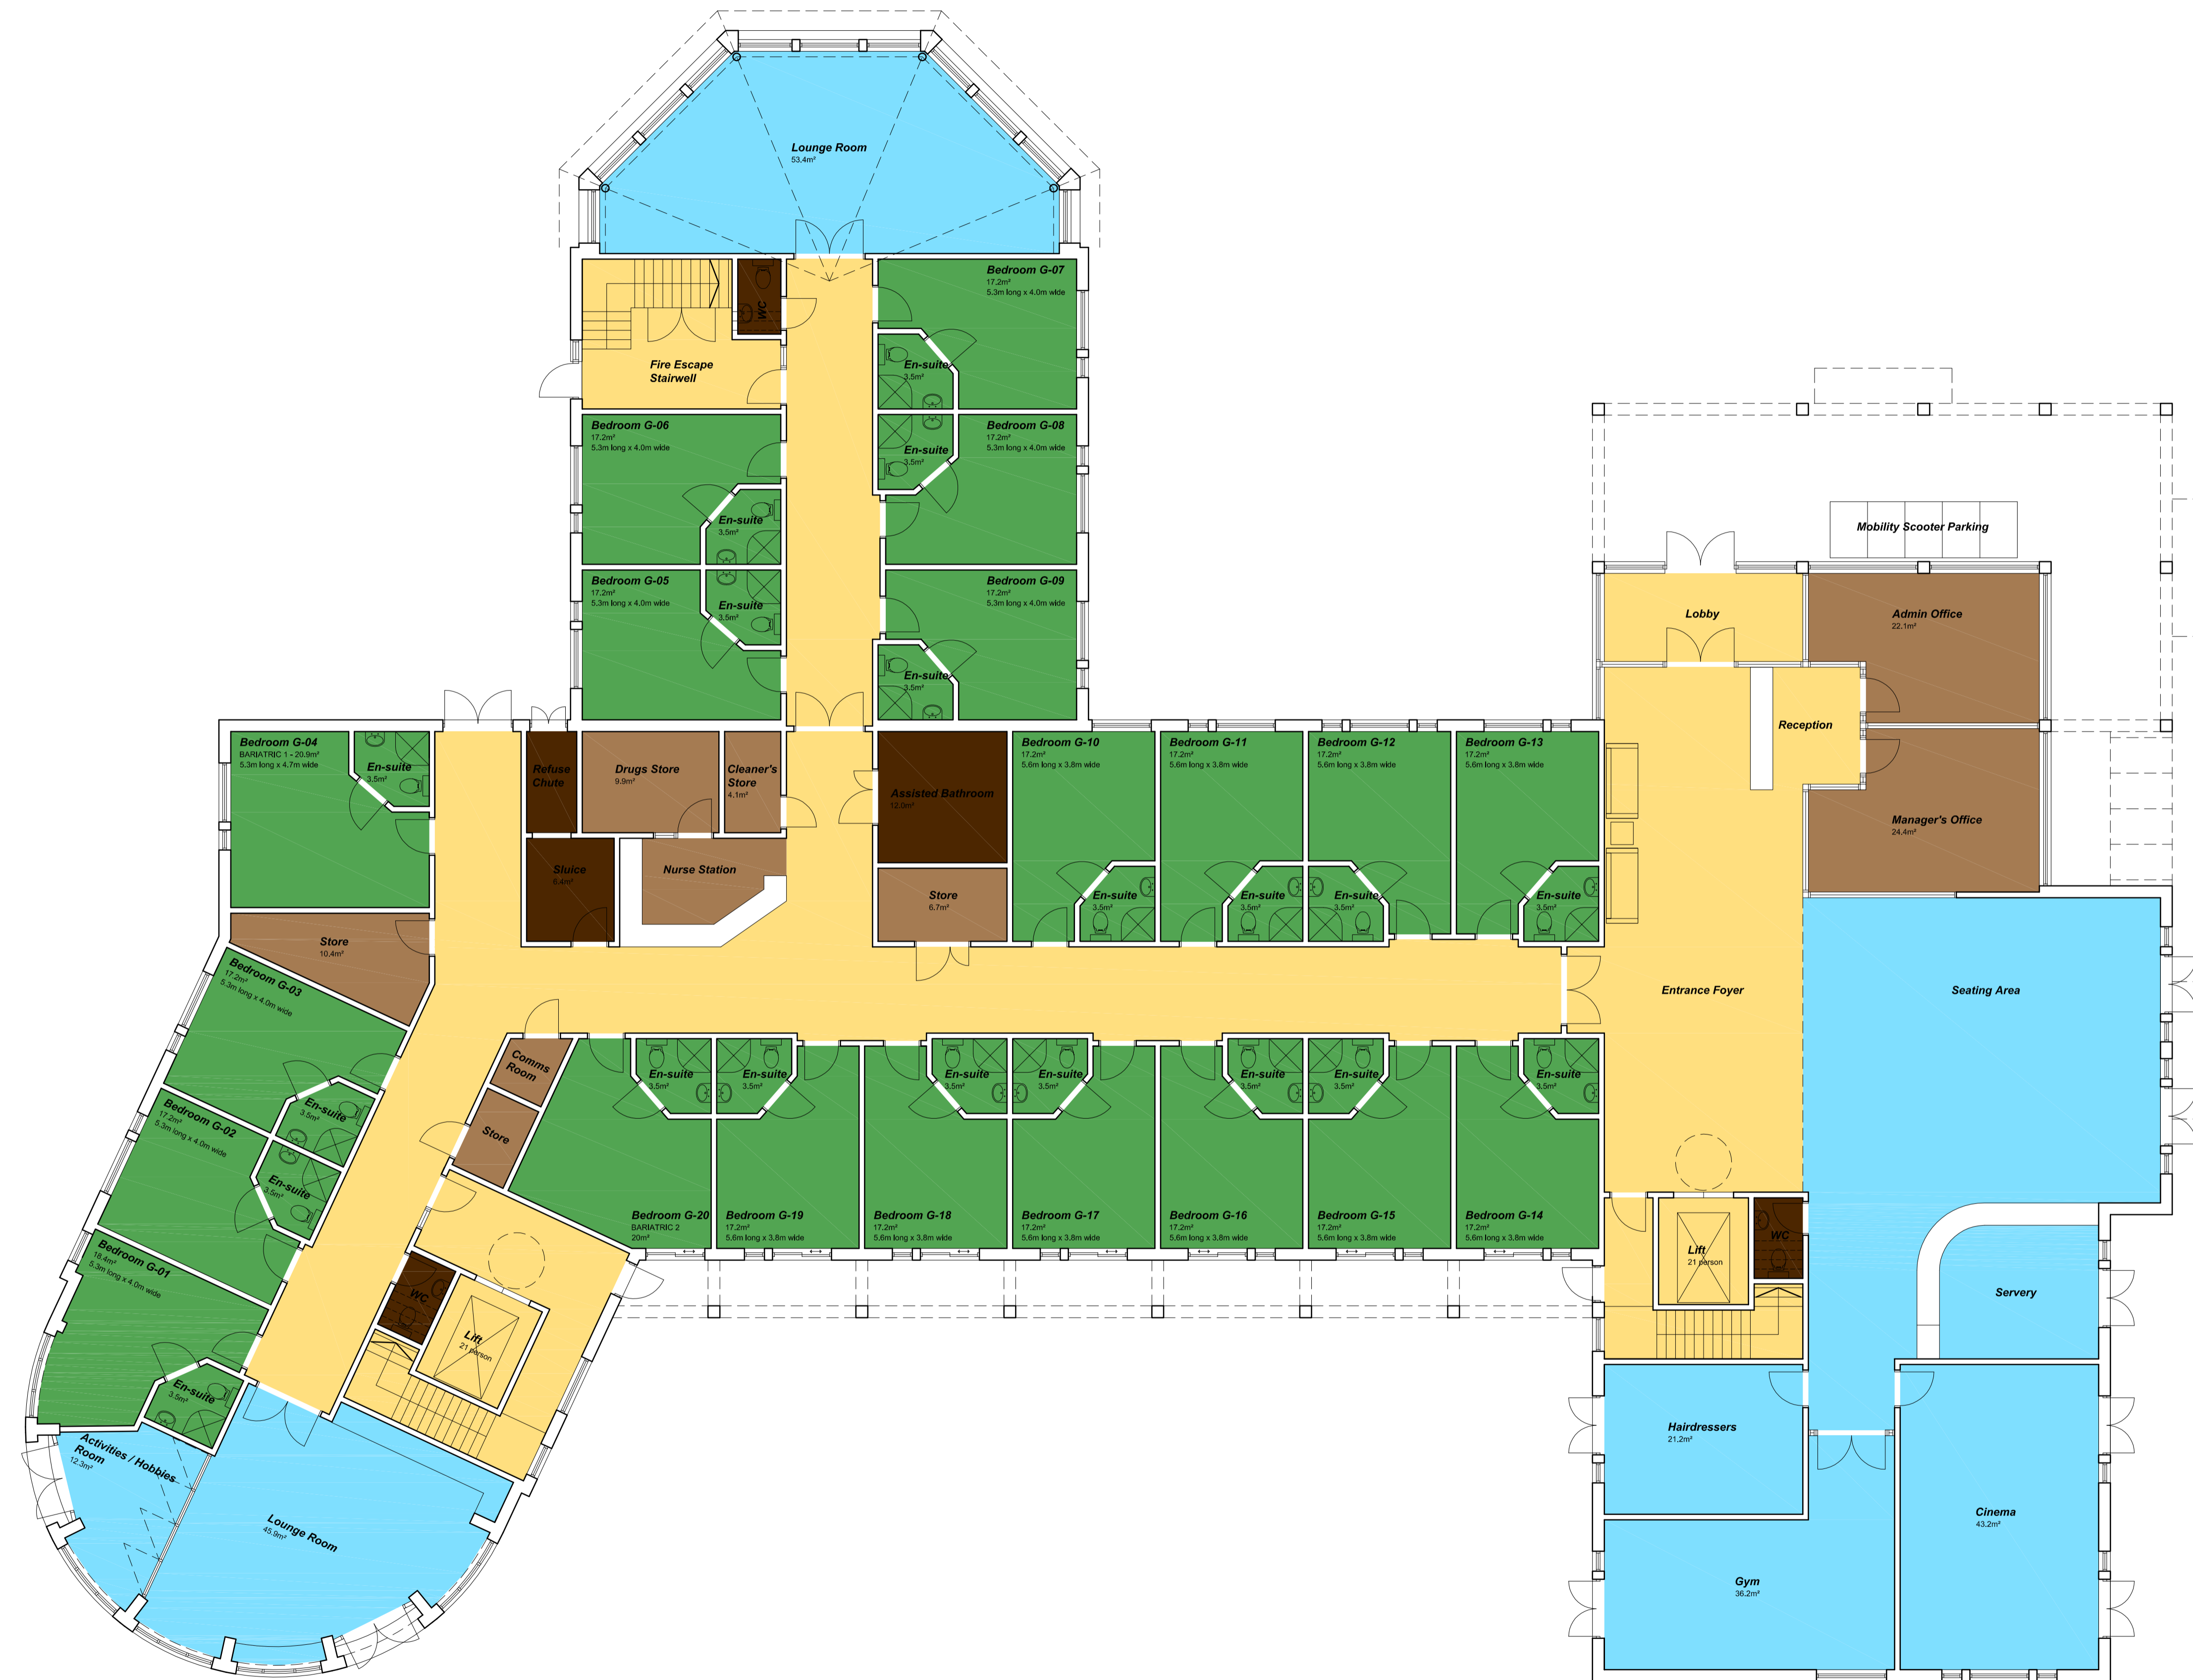 Lounge Room
53.4m²
WC
Bedroom G-07
17.2m²
5.3m long x 4.0m wide
En-suite
3.5m²
Fire Escape
Stairwell
Bedroom G-06
17.2m²
5.3m long x 4.0m wide
En-suite
3.5m²
Bedroom G-08
17.2m²
5.3m long x 4.0m wide
En-suite
3.5m²
Bedroom G-05
17.2m²
5.3m long x 4.0m wide
En-suite
3.5m²
Bedroom G-09
17.2m²
5.3m long x 4.0m wide
En-suite
3.5m²
Mobility Scooter Parking
Lobby
Admin Office
22.1m²
Reception
Manager's Office
24.4m²
Bedroom G-04
BARIATRIC 1 - 20.9m²
5.3m long x 4.7m wide
En-suite
3.5m²
Refuse
Chute
Drugs Store
9.9m²
Cleaner's
Store
4.1m²
Assisted Bathroom
12.0m²
Bedroom G-10
17.2m²
5.6m long x 3.8m wide
En-suite
3.5m²
Bedroom G-11
17.2m²
5.6m long x 3.8m wide
En-suite
3.5m²
Bedroom G-12
17.2m²
5.6m long x 3.8m wide
En-suite
3.5m²
Bedroom G-13
17.2m²
5.6m long x 3.8m wide
En-suite
3.5m²
Sluice
6.4m²
Nurse Station
Store
6.7m²
Store
10.4m²
Bedroom G-03
17.2m²
5.3m long x 4.0m wide
En-suite
3.5m²
Entrance Foyer
Seating Area
Comms
Room
Store
Bedroom G-02
17.2m²
5.3m long x 4.0m wide
En-suite
3.5m²
En-suite
3.5m²
Bedroom G-20
BARIATRIC 2
20m²
En-suite
3.5m²
Bedroom G-19
17.2m²
5.6m long x 3.8m wide
En-suite
3.5m²
Bedroom G-18
17.2m²
5.6m long x 3.8m wide
En-suite
3.5m²
Bedroom G-17
17.2m²
5.6m long x 3.8m wide
En-suite
3.5m²
Bedroom G-16
17.2m²
5.6m long x 3.8m wide
En-suite
3.5m²
Bedroom G-15
17.2m²
5.6m long x 3.8m wide
En-suite
3.5m²
Bedroom G-14
17.2m²
5.6m long x 3.8m wide
Lift
21 person
WC
Servery
Bedroom G-01
18.4m²
5.3m long x 4.0m wide
En-suite
3.5m²
WC
Lift
21 person
Activities / Hobbies
Room
12.3m²
Lounge Room
45.9m²
Hairdressers
21.2m²
Cinema
43.2m²
Gym
36.2m²